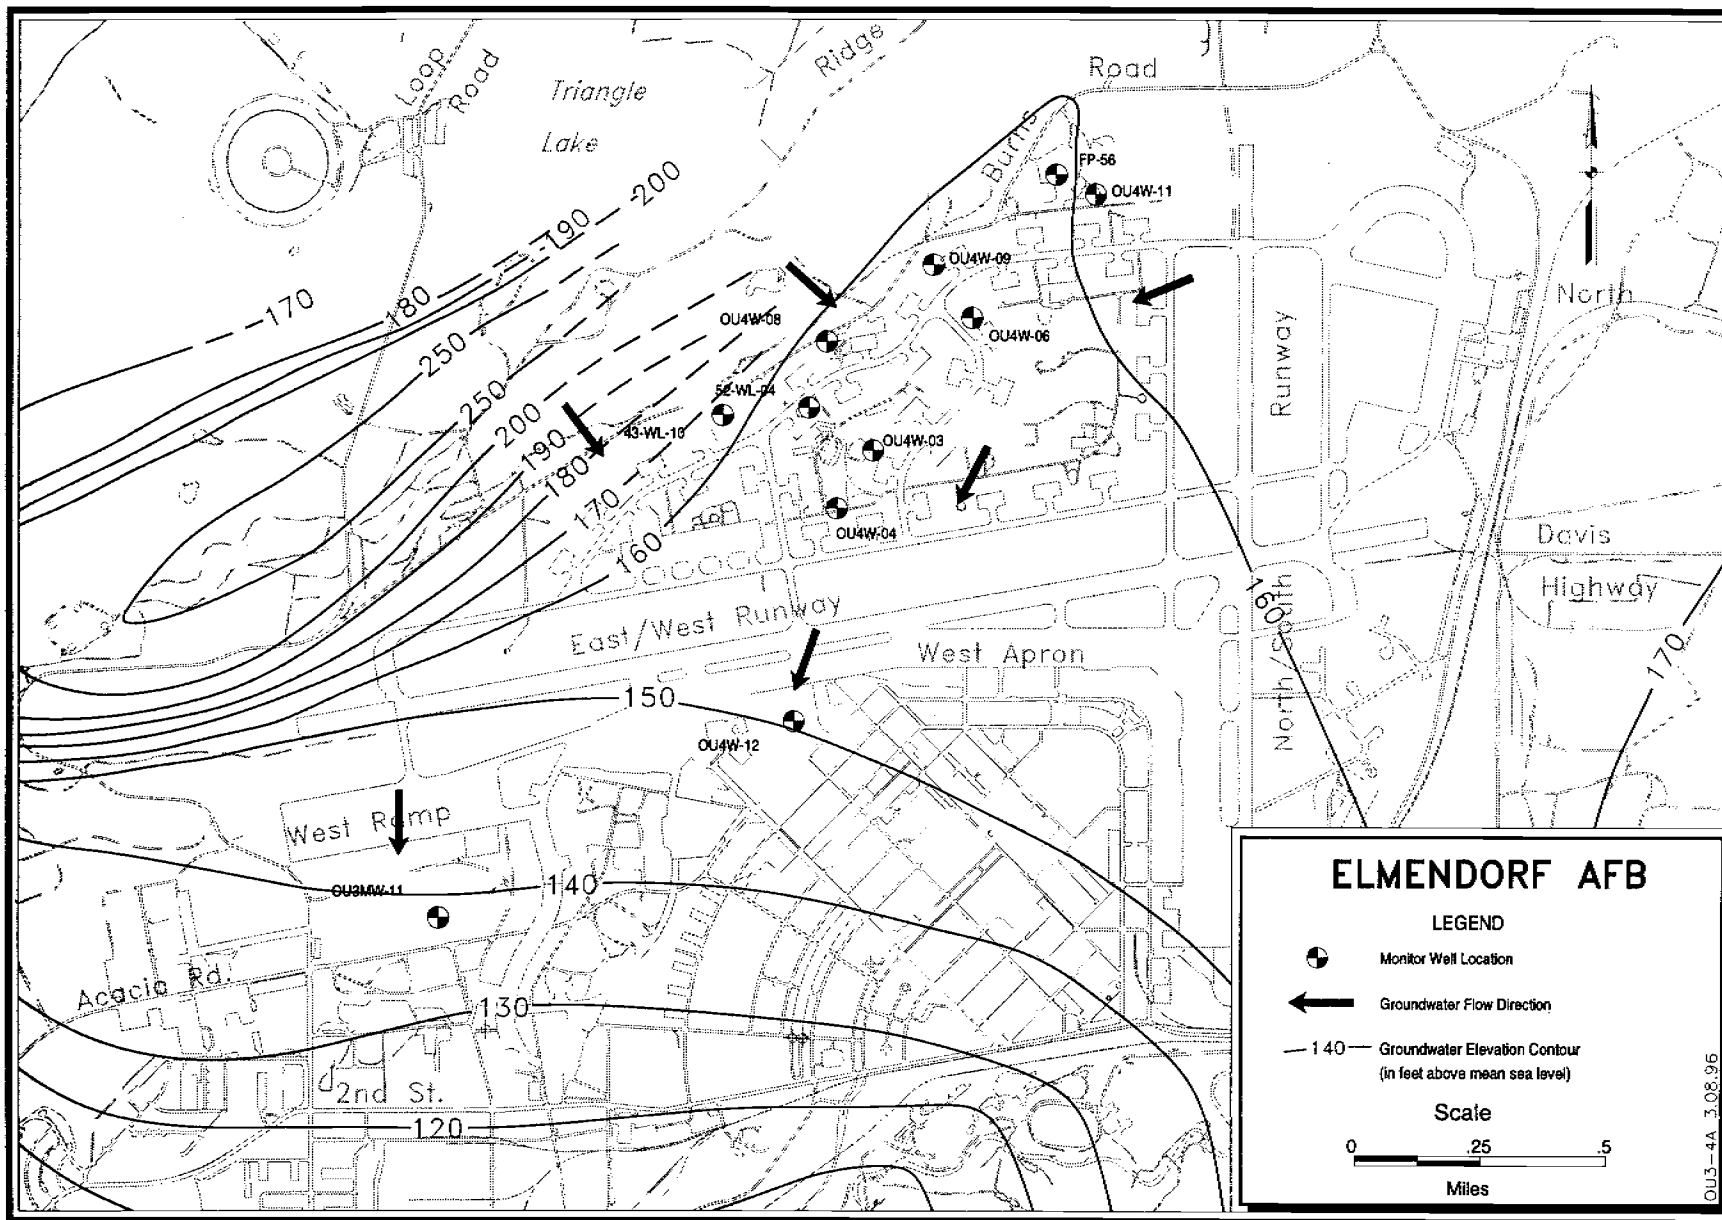 Loop
Road
Triangle
Lake
Ridge
Road
Burns
FP-56
OU4W-11
200
190
OU4W-09
170
180
North
OU4W-08
OU4W-06
250
Runway
250
52-WL-04
200
43-WL-10
OU4W-03
190
180
170
OU4W-04
160
Davis
Highway
160
East/West Runway
West Apron
North/South
170
150
OU4W-12
West Ramp
OU3MW-11
140
Acacia Rd.
130
2nd St.
120
ELMENDORF AFB
LEGEND
Monitor Well Location
Groundwater Flow Direction
140
Groundwater Elevation Contour
(in feet above mean sea level)
Scale
0 .25 .5
Miles
OU3-4A 3.08.96